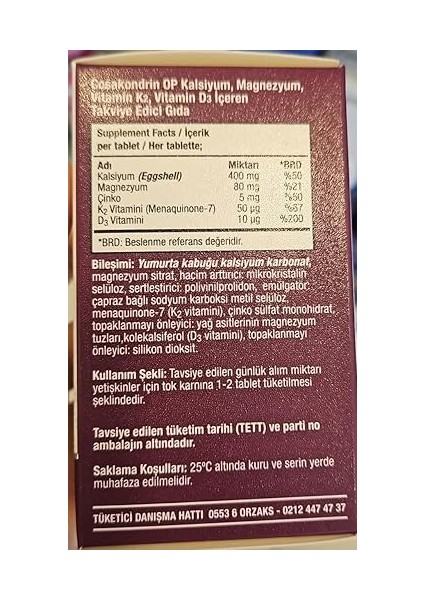 Cosakondrin OP Kalsiyum, Magnezyum,
Vitamin K2, Vitamin D3 İçeren
Takviye Edici Gıda
Supplement Facts / İçerik
per tablet / Her tablette;
Adı Miktarı *BRD
Kalsiyum (Eggshell) 400 mg %50
Magnezyum 80 mg %21
Çinko 5 mg %50
K2 Vitamini (Menaquinone-7) 50 µg %67
D3 Vitamini 10 µg %200
*BRD: Beslenme referans değeridir.
Bileşimi: Yumurta kabuğu kalsiyum karbonat,
magnezyum sitrat, hacim arttırıcı: mikrokristalin
selüloz, sertleştirici: polivinilprolidon, emülgatör:
çapraz bağlı sodyum karboksi metil selüloz,
menaquinone-7 (K2 vitamini), çinko sülfat monohidrat,
topaklanmayı önleyici: yağ asitlerinin magnezyum
tuzları,kolekalsiferol (D3 vitamini), topaklanmayı
önleyici: silikon dioksit.
Kullanım Şekli: Tavsiye edilen günlük alım miktarı
yetişkinler için tok karnına 1-2 tablet tüketilmesi
şeklindedir.
Tavsiye edilen tüketim tarihi (TETT) ve parti no
ambalajın altındadır.
Saklama Koşulları: 25ºC altında kuru ve serin yerde
muhafaza edilmelidir.
TÜKETİCİ DANIŞMA HATTI 0553 6 ORZAKS - 0212 447 47 37